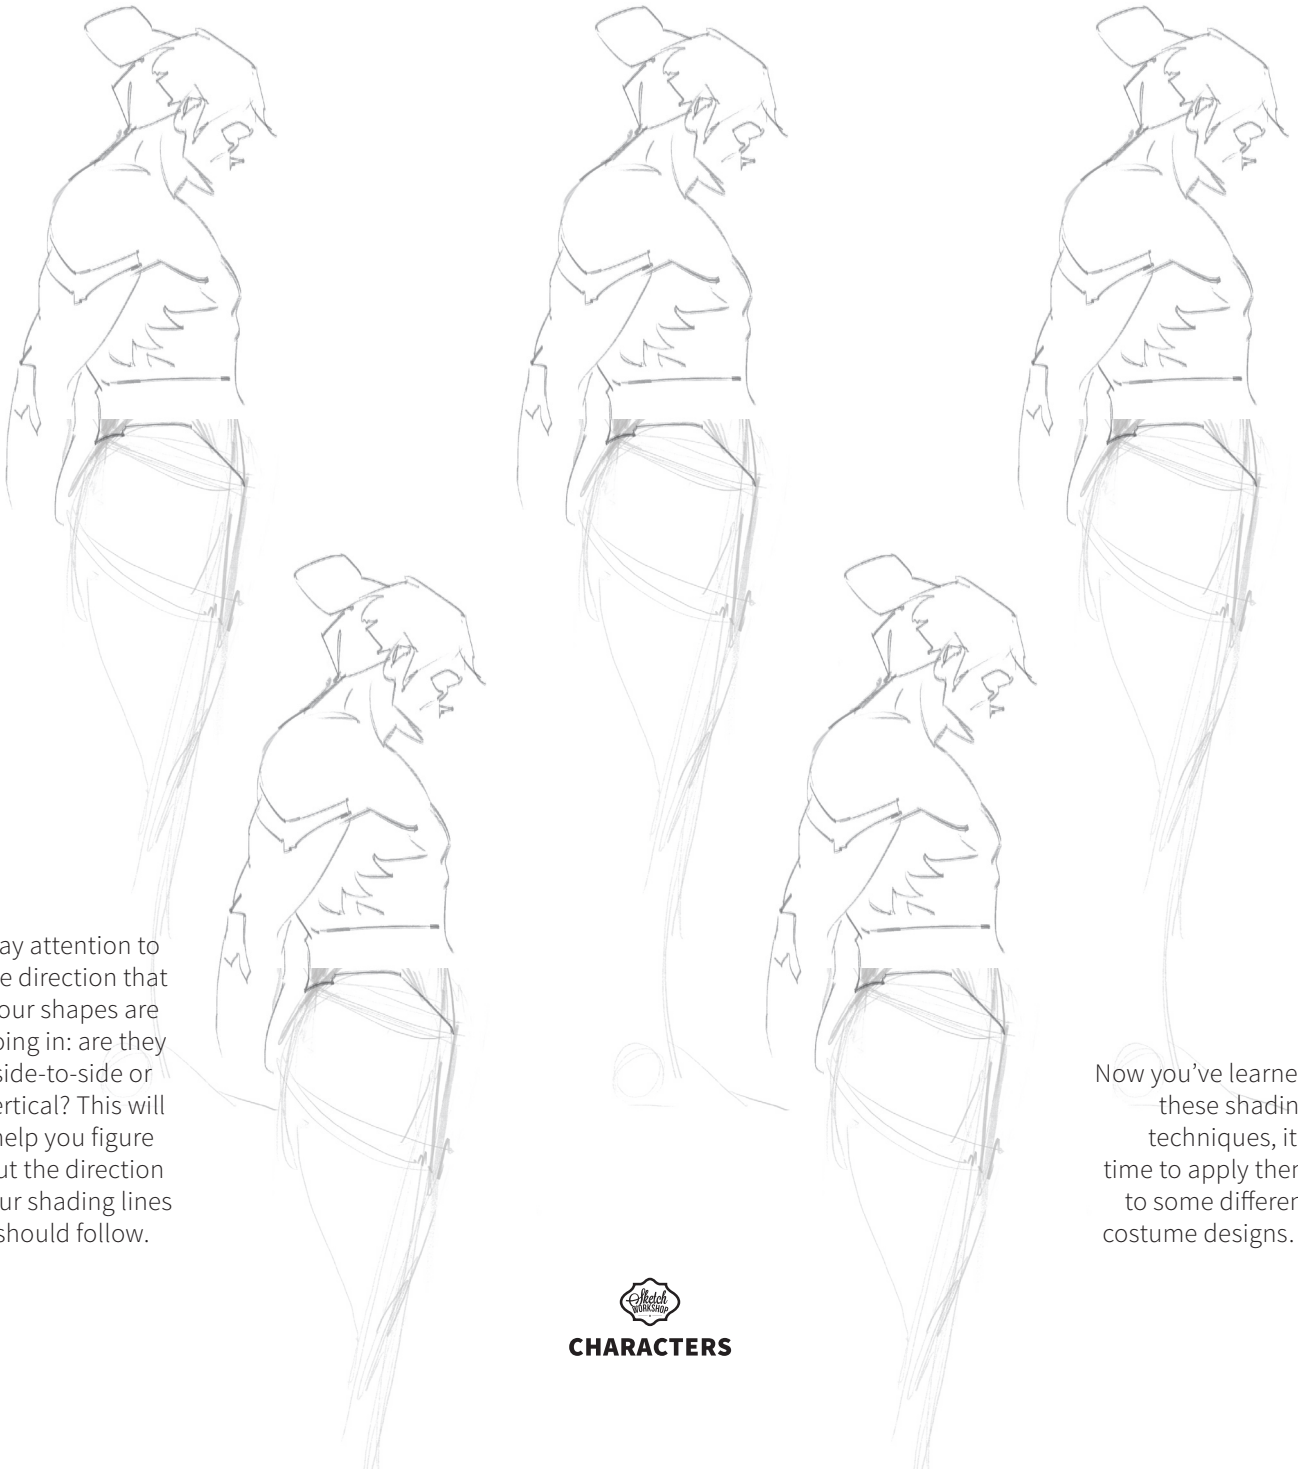 ay attention to
e direction that
our shapes are
oing in: are they
side-to-side or
ertical? This will
help you figure
ut the direction
ur shading lines
should follow.
Now you’ve learne
these shadin
techniques, it
time to apply ther
to some differen
costume designs.
Sketch
WORKSHOP
CHARACTERS